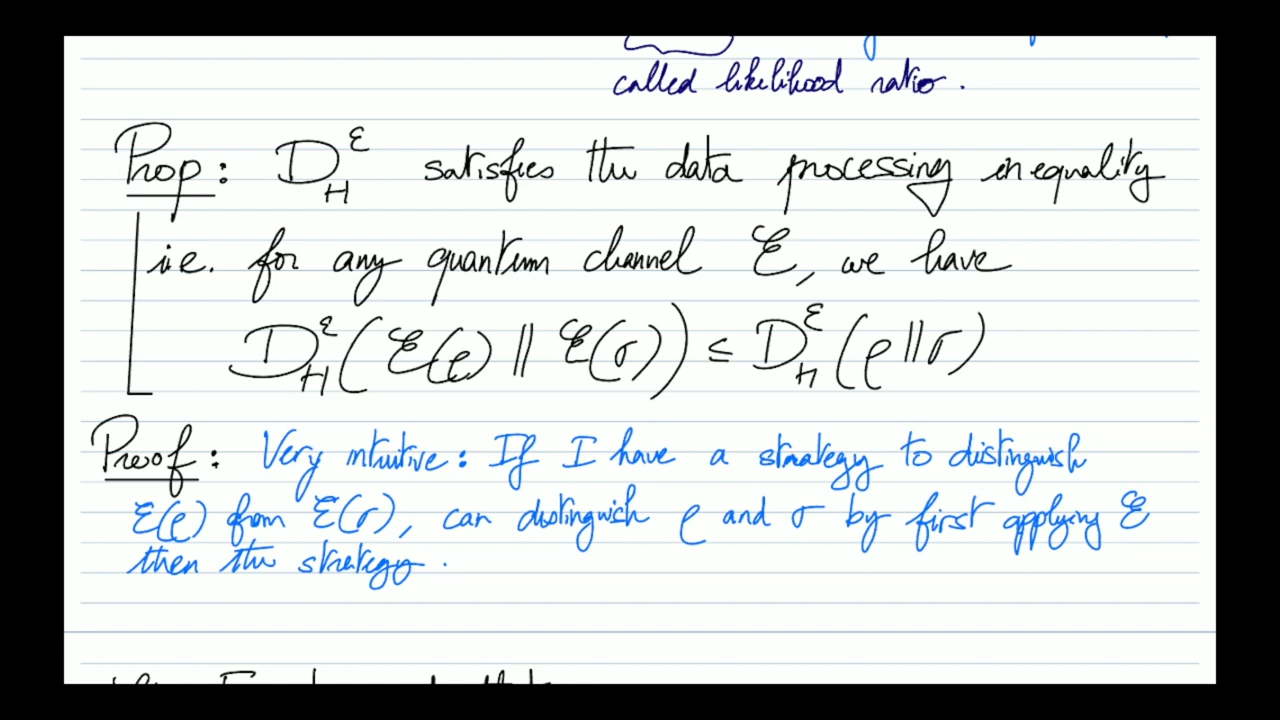 called likelihood ratio.
Prop: D_H^ε satisfies the data processing inequality
i.e. for any quantum channel ℰ, we have
D_H^ε(ℰ(ρ) || ℰ(σ)) ≤ D_H^ε(ρ||σ)
Proof: Very intuitive: If I have a strategy to distinguish
ℰ(ρ) from ℰ(σ), can distinguish ρ and σ by first applying ℰ
then the strategy.